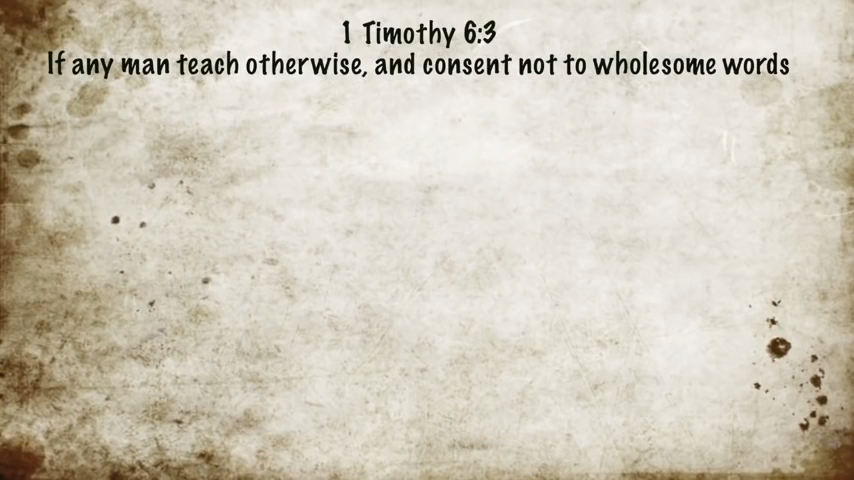 1 Timothy 6:3
If any man teach otherwise, and consent not to wholesome words